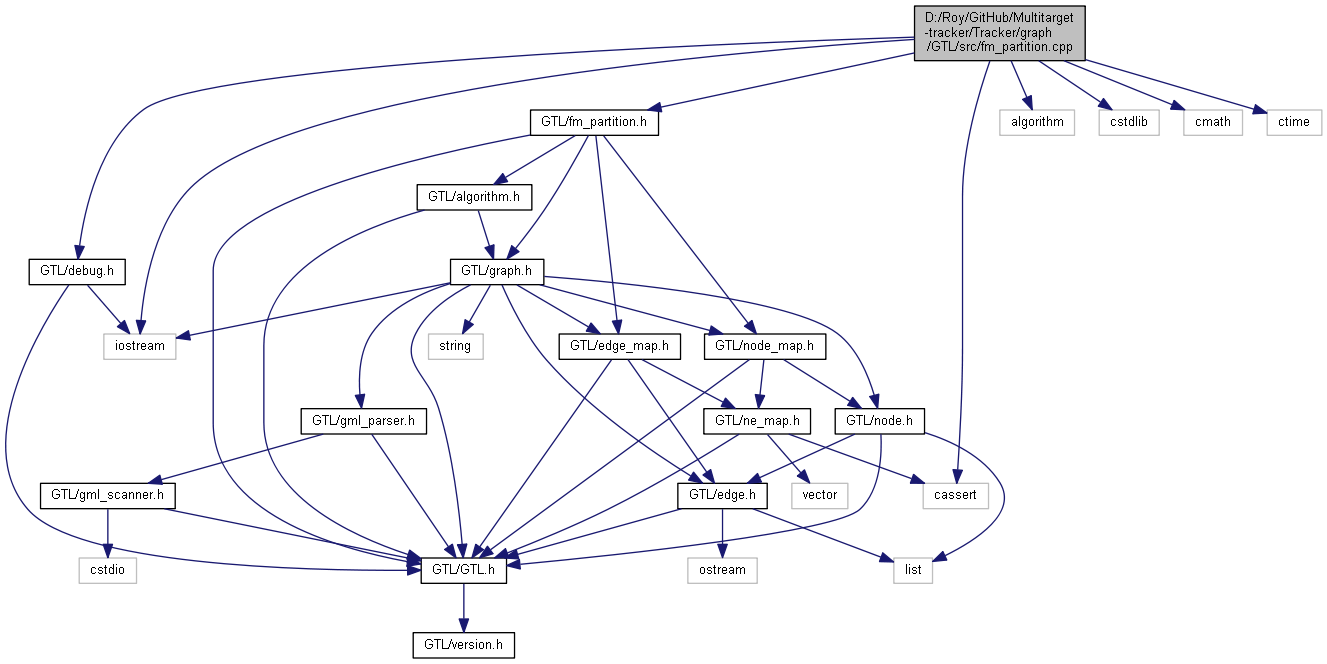 D:/Roy/GitHub/Multitarget
-tracker/Tracker/graph
/GTL/src/fm_partition.cpp
GTL/fm_partition.h
algorithm
cstdlib
cmath
ctime
GTL/algorithm.h
GTL/debug.h
GTL/graph.h
iostream
string
GTL/edge_map.h
GTL/node_map.h
GTL/gml_parser.h
GTL/ne_map.h
GTL/node.h
GTL/gml_scanner.h
GTL/edge.h
vector
cassert
cstdio
GTL/GTL.h
ostream
list
GTL/version.h